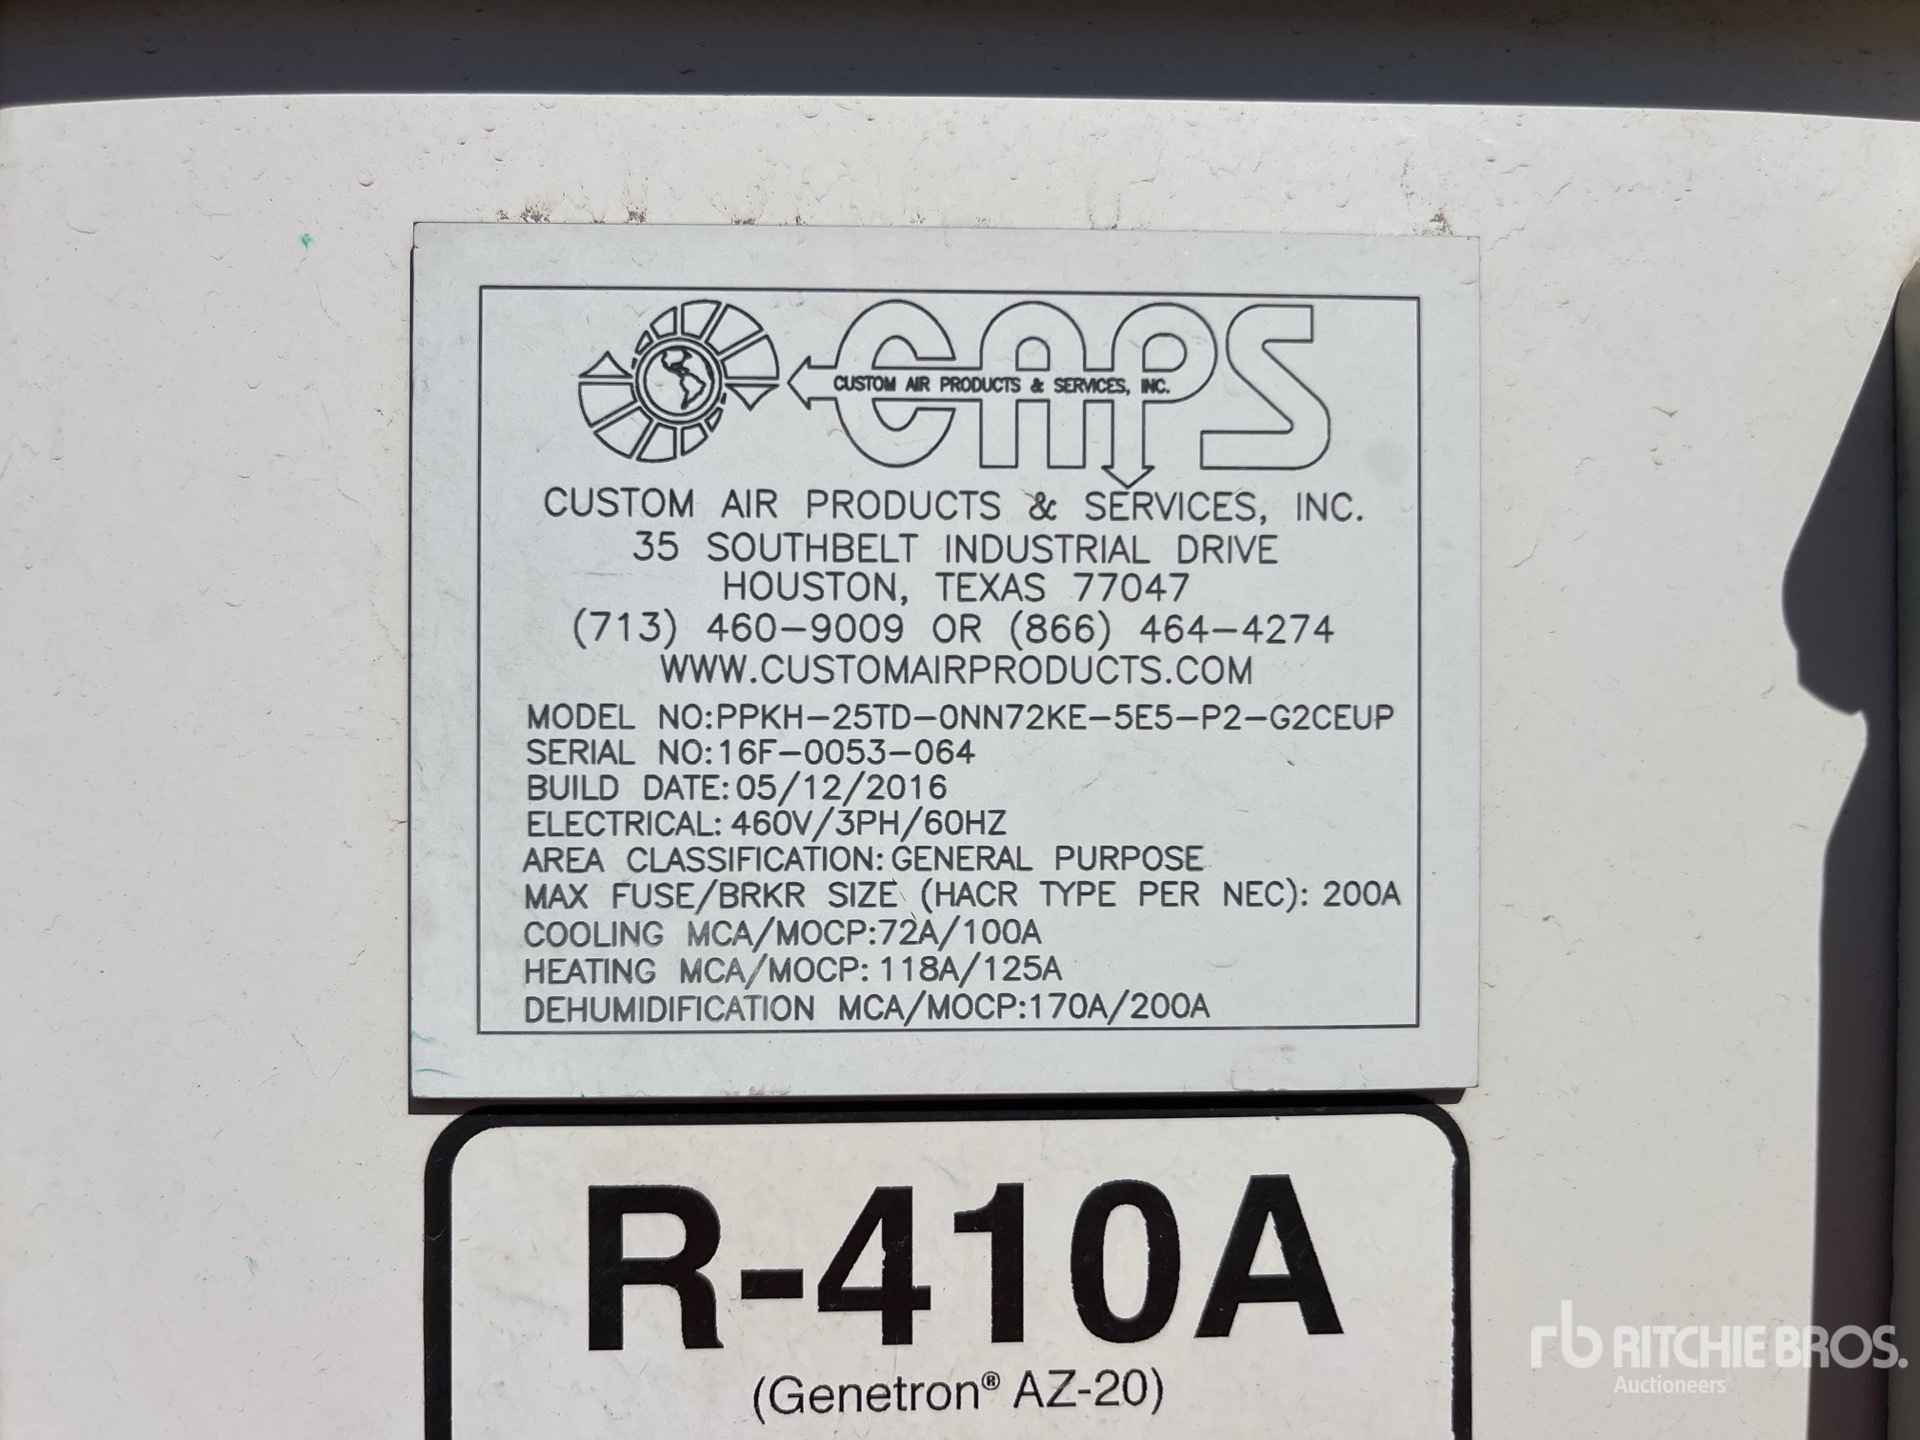 CAPS
CUSTOM AIR PRODUCTS & SERVICES, INC.
CUSTOM AIR PRODUCTS & SERVICES, INC.
35 SOUTHBELT INDUSTRIAL DRIVE
HOUSTON, TEXAS 77047
(713) 460-9009 OR (866) 464-4274
WWW.CUSTOMAIRPRODUCTS.COM
MODEL NO:PPKH-25TD-0NN72KE-5E5-P2-G2CEUP
SERIAL NO:16F-0053-064
BUILD DATE:05/12/2016
ELECTRICAL:460V/3PH/60HZ
AREA CLASSIFICATION:GENERAL PURPOSE
MAX FUSE/BRKR SIZE (HACR TYPE PER NEC): 200A
COOLING MCA/MOCP:72A/100A
HEATING MCA/MOCP: 118A/125A
DEHUMIDIFICATION MCA/MOCP:170A/200A
R-410A
(Genetron® AZ-20)
rb RITCHIE BROS.
Auctioneers